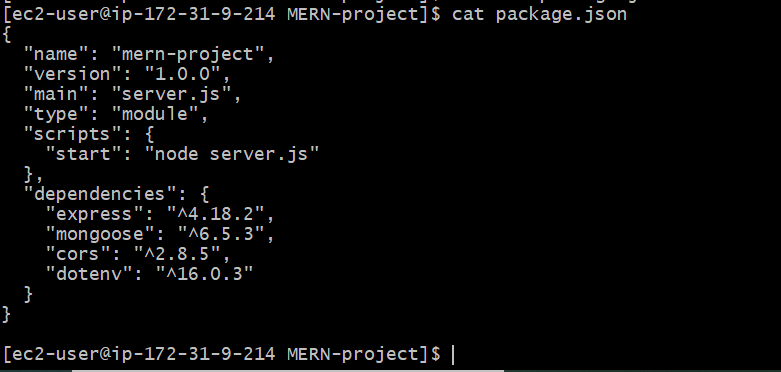 [ec2-user@ip-172-31-9-214 MERN-project]$ cat package.json
{
  "name": "mern-project",
  "version": "1.0.0",
  "main": "server.js",
  "type": "module",
  "scripts": {
    "start": "node server.js"
  },
  "dependencies": {
    "express": "^4.18.2",
    "mongoose": "^6.5.3",
    "cors": "^2.8.5",
    "dotenv": "^16.0.3"
  }
}
[ec2-user@ip-172-31-9-214 MERN-project]$